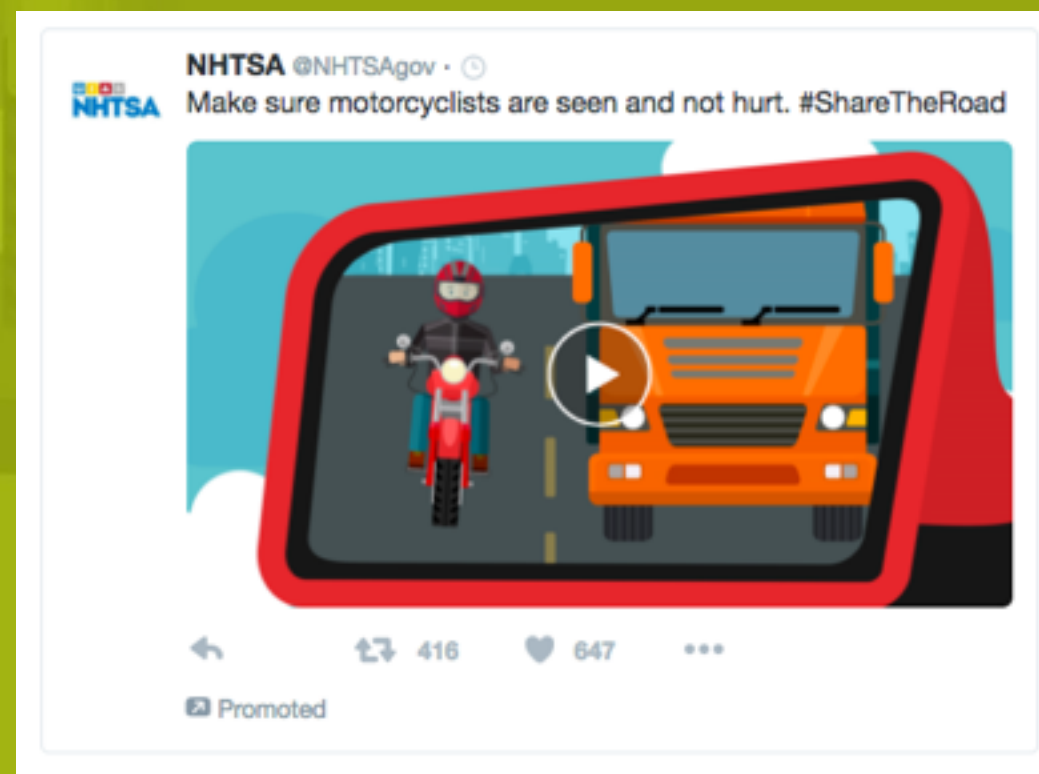 NHTSA @NHTSAgov ·
NHTSA
Make sure motorcyclists are seen and not hurt. #ShareTheRoad
416 647
Promoted